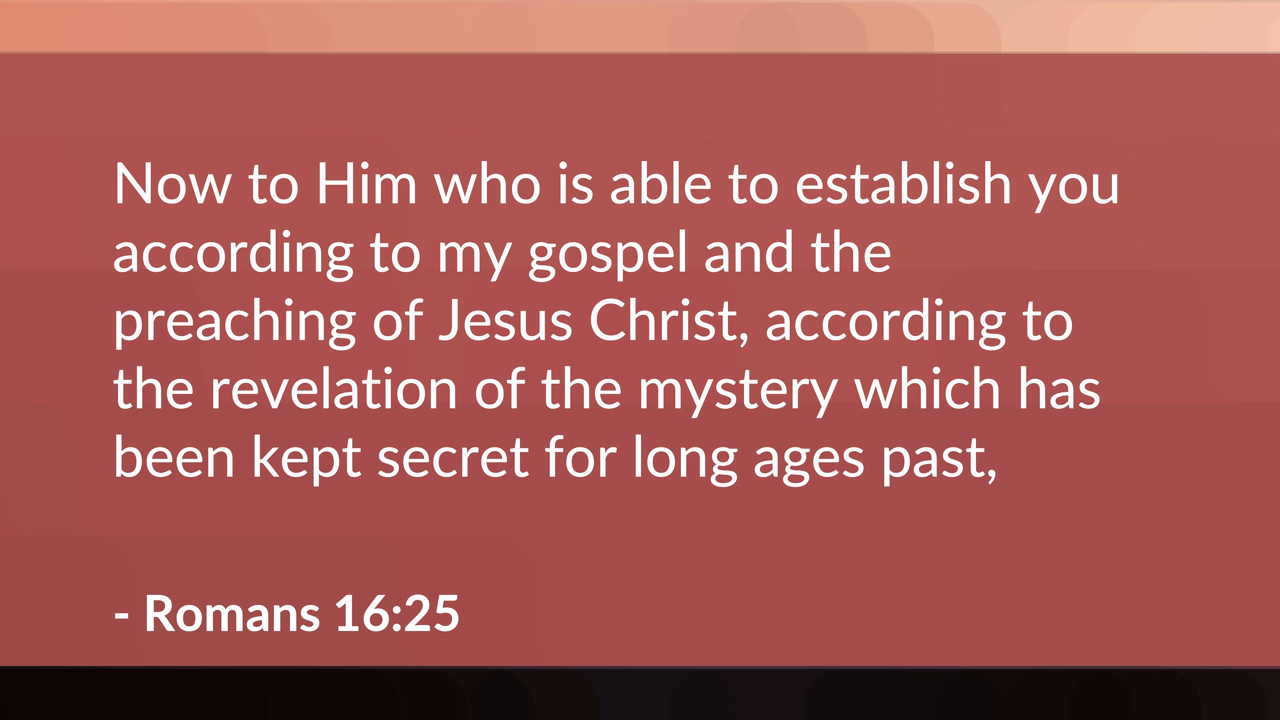 Now to Him who is able to establish you
according to my gospel and the
preaching of Jesus Christ, according to
the revelation of the mystery which has
been kept secret for long ages past,
- Romans 16:25